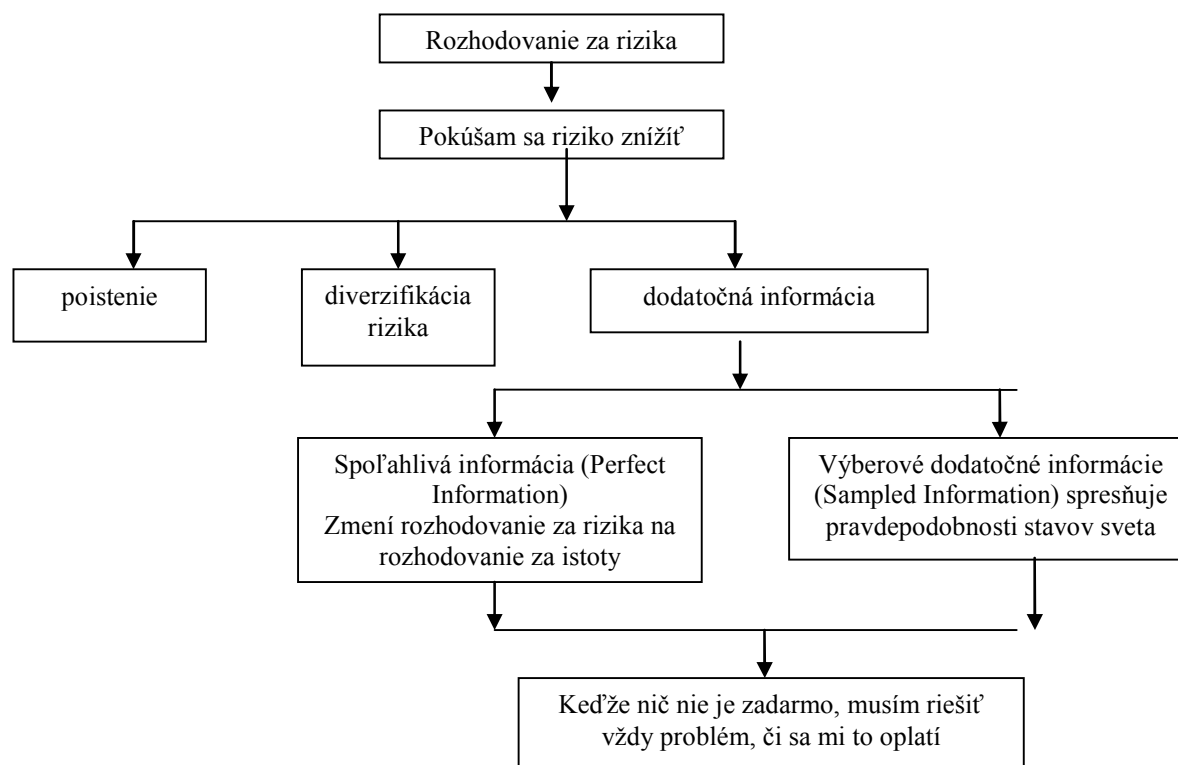 Rozhodovanie za rizika
Pokúšam sa riziko znížíť
poistenie
diverzifikácia
rizika
dodatočná informácia
Spoľahlivá informácia (Perfect
Information)
Zmení rozhodovanie za rizika na
rozhodovanie za istoty
Výberové dodatočné informácie
(Sampled Information) spresňuje
pravdepodobnosti stavov sveta
Keďže nič nie je zadarmo, musím riešiť
vždy problém, či sa mi to oplatí